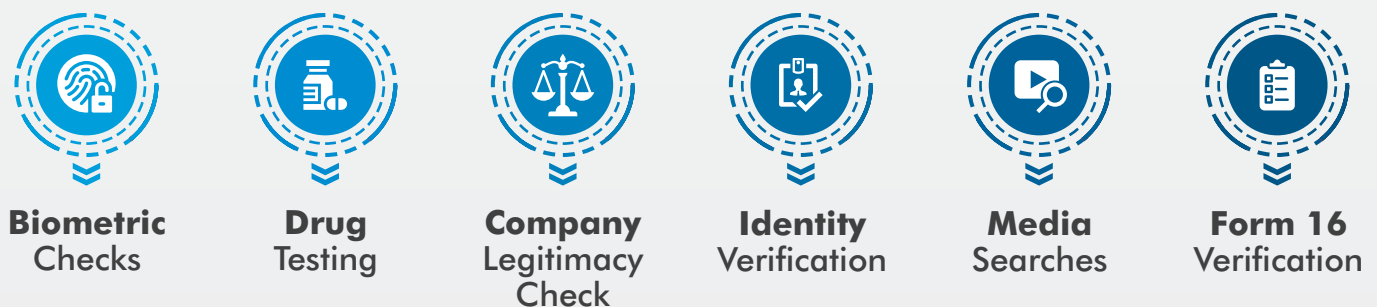 Biometric
Checks
Drug
Testing
Company
Legitimacy
Check
Identity
Verification
Media
Searches
Form 16
Verification